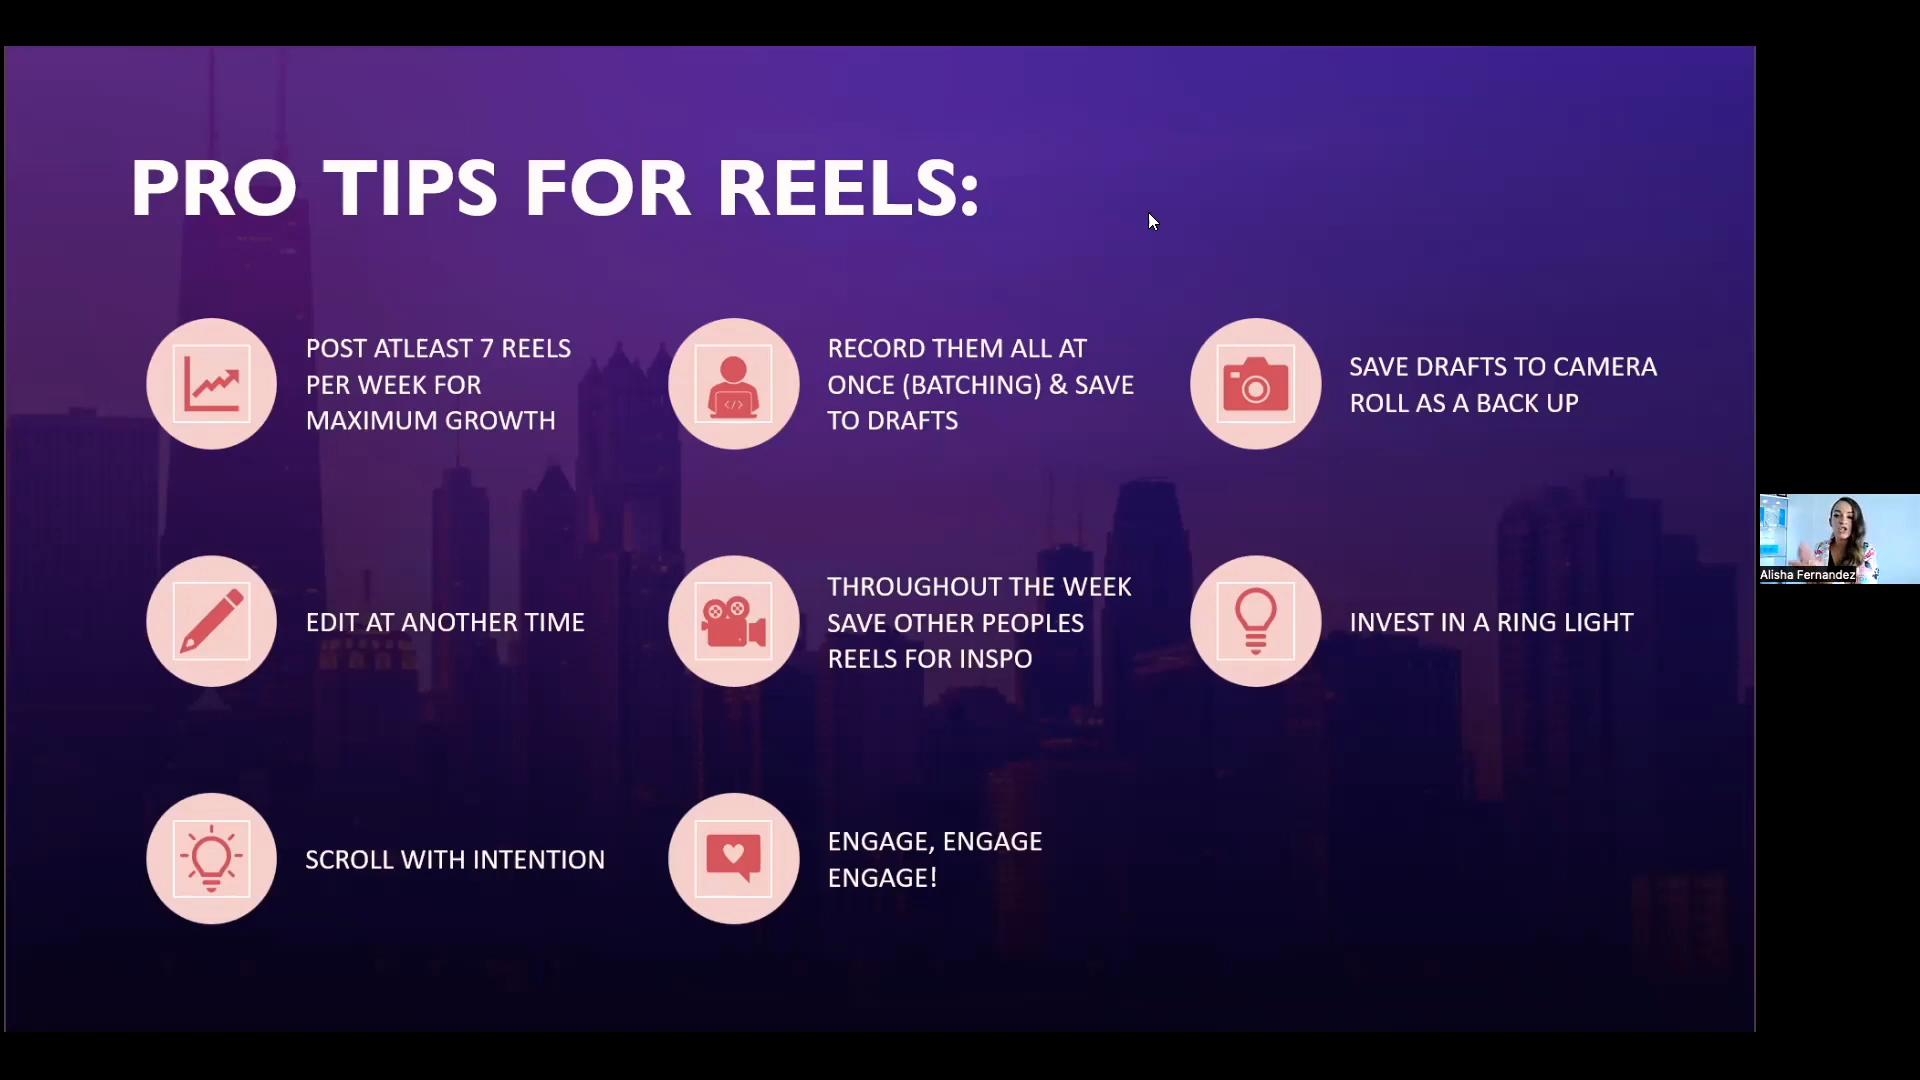 PRO TIPS FOR REELS:
POST ATLEAST 7 REELS
PER WEEK FOR
MAXIMUM GROWTH
RECORD THEM ALL AT
ONCE (BATCHING) & SAVE
TO DRAFTS
SAVE DRAFTS TO CAMERA
ROLL AS A BACK UP
EDIT AT ANOTHER TIME
THROUGHOUT THE WEEK
SAVE OTHER PEOPLES
REELS FOR INSPO
INVEST IN A RING LIGHT
SCROLL WITH INTENTION
ENGAGE, ENGAGE
ENGAGE!
Alisha Fernandez